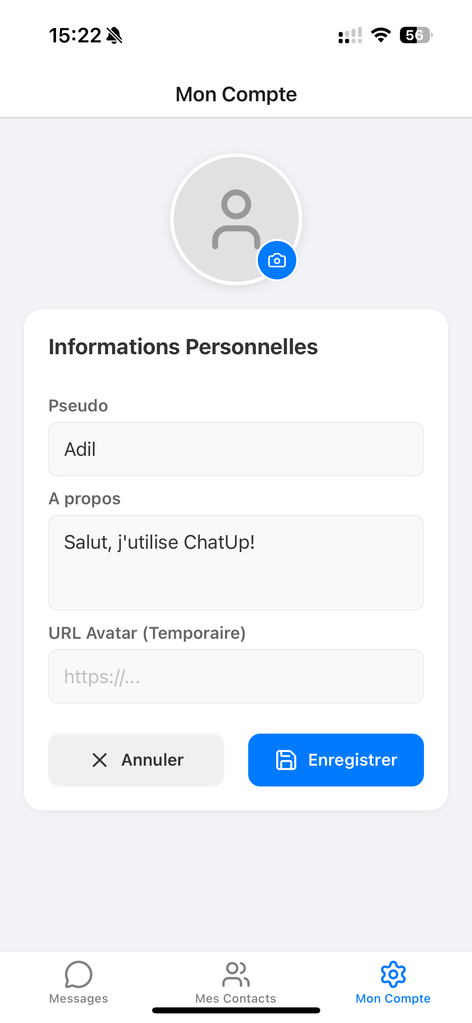 15:22
56
Mon Compte
Informations Personnelles
Pseudo
Adil
A propos
Salut, j'utilise ChatUp!
URL Avatar (Temporaire)
https://...
Annuler
Enregistrer
Messages
Mes Contacts
Mon Compte